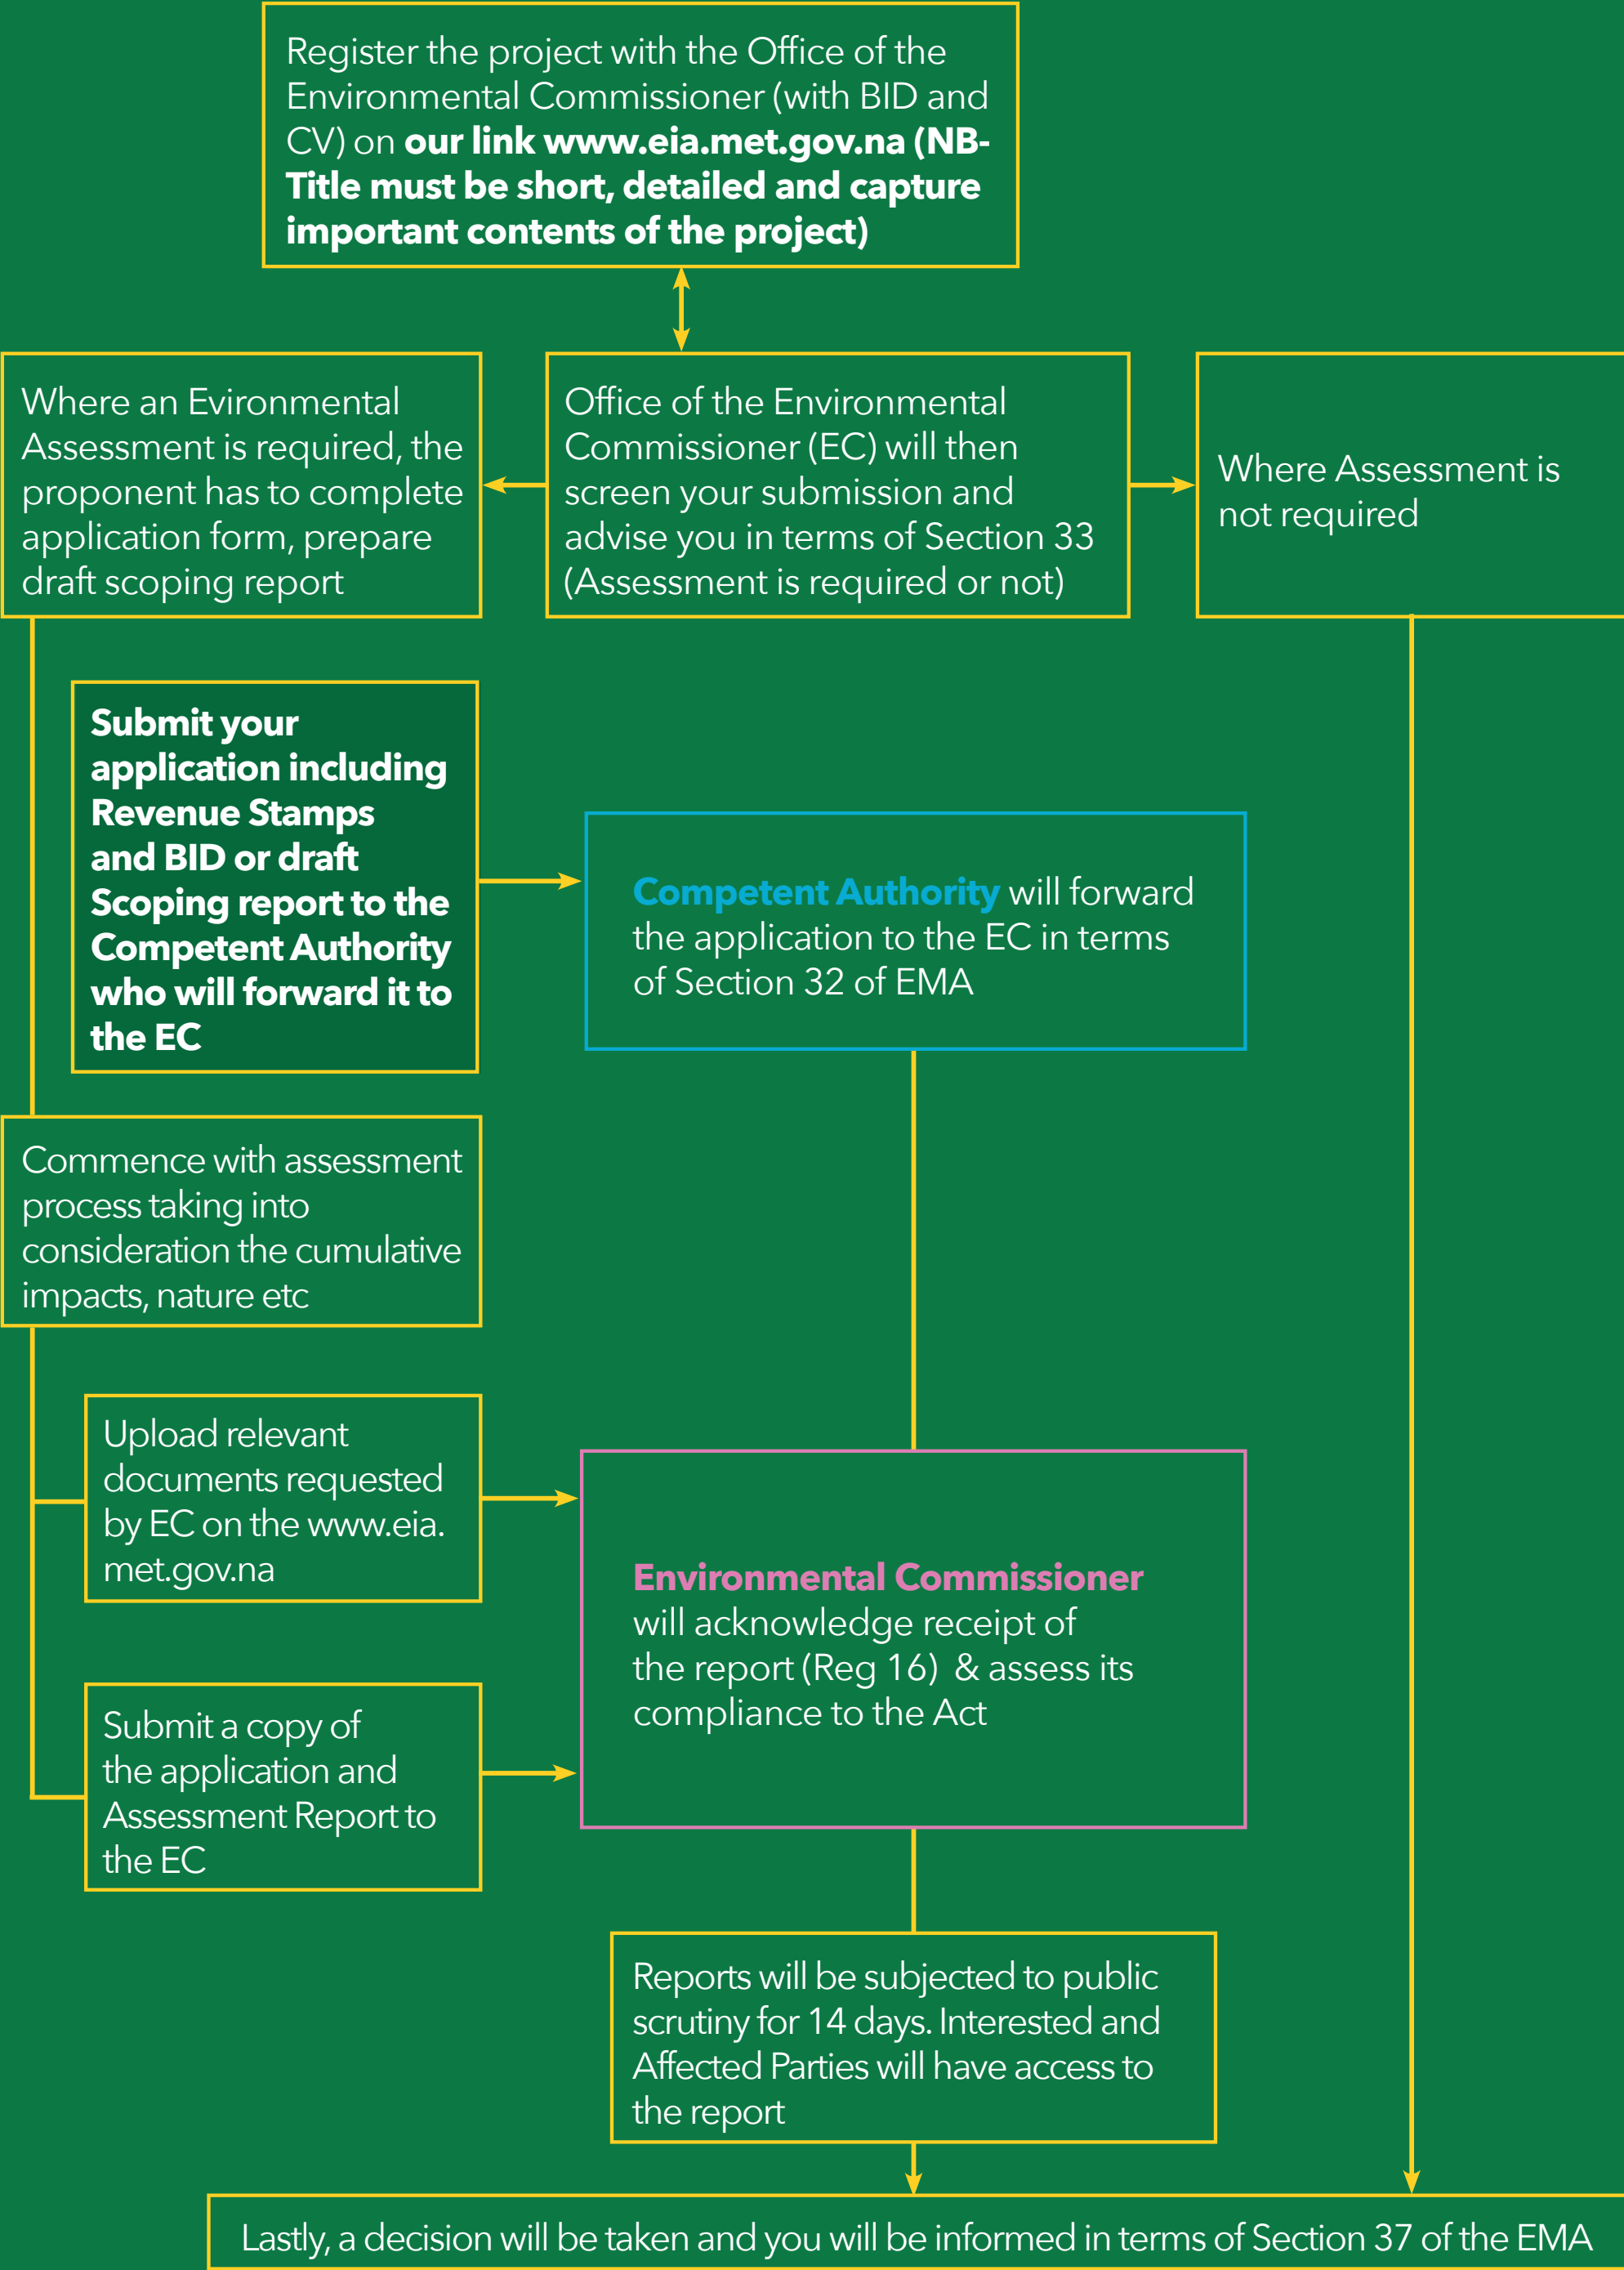 Register the project with the Office of the
Environmental Commissioner (with BID and
CV) on our link www.eia.met.gov.na (NB-
Title must be short, detailed and capture
important contents of the project)
Where an Evironmental
Assessment is required, the
proponent has to complete
application form, prepare
draft scoping report
Office of the Environmental
Commissioner (EC) will then
screen your submission and
advise you in terms of Section 33
(Assessment is required or not)
Where Assessment is
not required
Submit your
application including
Revenue Stamps
and BID or draft
Scoping report to the
Competent Authority
who will forward it to
the EC
Competent Authority will forward
the application to the EC in terms
of Section 32 of EMA
Commence with assessment
process taking into
consideration the cumulative
impacts, nature etc
Upload relevant
documents requested
by EC on the www.eia.
met.gov.na
Environmental Commissioner
will acknowledge receipt of
the report (Reg 16) & assess its
compliance to the Act
Submit a copy of
the application and
Assessment Report to
the EC
Reports will be subjected to public
scrutiny for 14 days. Interested and
Affected Parties will have access to
the report
Lastly, a decision will be taken and you will be informed in terms of Section 37 of the EMA